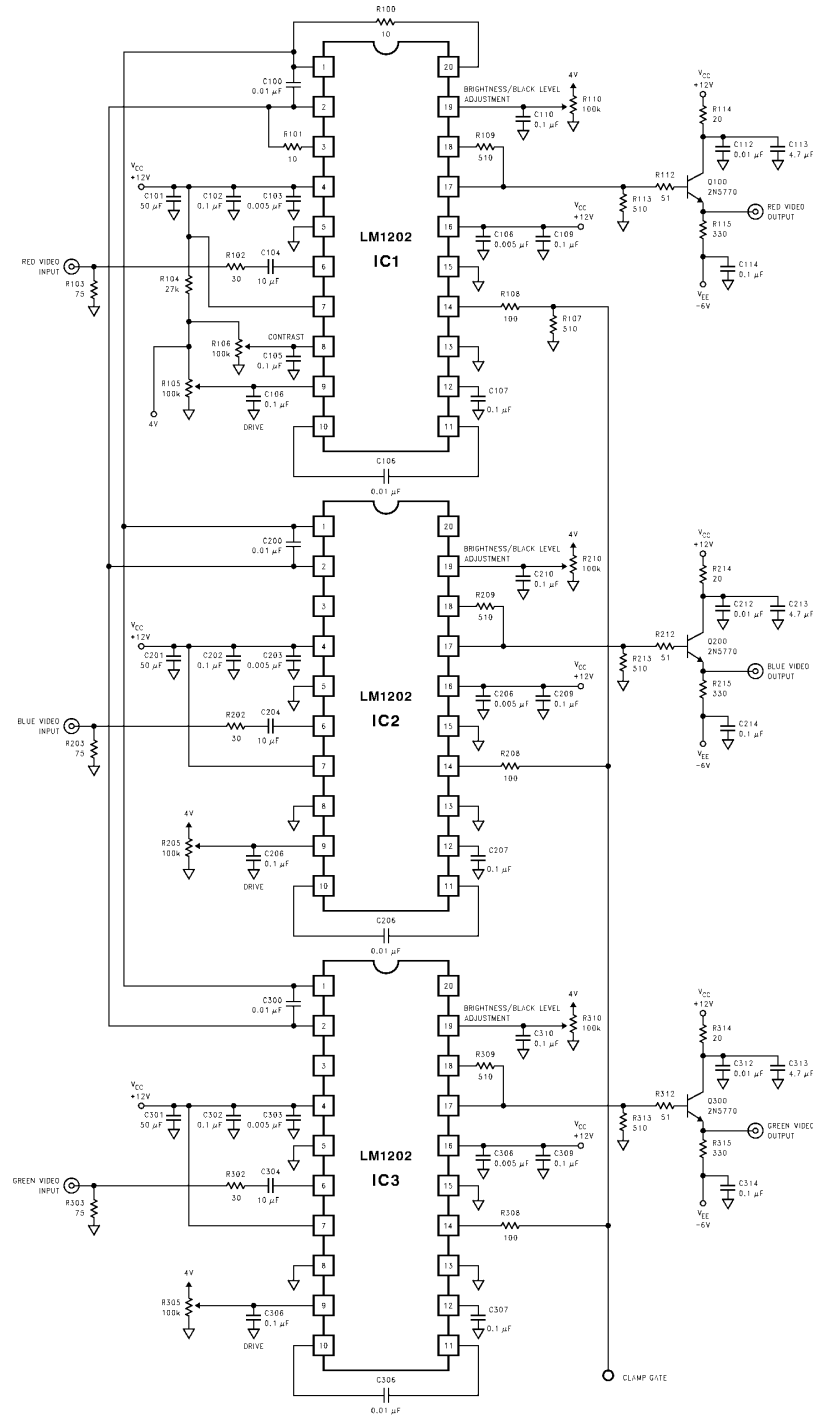 R100
10
1
20
C100
0.01 μF
BRIGHTNESS/BLACK LEVEL
ADJUSTMENT
4V
R110
100k
2
19
C110
0.1 μF
R101
10
3
18
R109
510
VCC
+12V
R114
20
C112
0.01 μF
C113
4.7 μF
VCC
+12V
C101
50 μF
C102
0.1 μF
C103
0.005 μF
4
17
R112
51
R113
510
Q100
2N5770
RED VIDEO
OUTPUT
R115
330
C114
0.1 μF
VEE
-6V
5
LM1202
IC1
16
C106
0.005 μF
C109
0.1 μF
VCC
+12V
RED VIDEO
INPUT
R103
75
R102
30
C104
10 μF
6
15
R104
27k
7
14
R108
100
R107
510
R106
100k
CONTRAST
C105
0.1 μF
8
13
R105
100k
4V
C106
0.1 μF
DRIVE
9
12
C107
0.1 μF
10
11
C106
0.01 μF
1
20
C200
0.01 μF
BRIGHTNESS/BLACK LEVEL
ADJUSTMENT
4V
R210
100k
2
19
C210
0.1 μF
3
18
R209
510
VCC
+12V
R214
20
C212
0.01 μF
C213
4.7 μF
VCC
+12V
C201
50 μF
C202
0.1 μF
C203
0.005 μF
4
17
R212
51
R213
510
Q200
2N5770
BLUE VIDEO
OUTPUT
R215
330
C214
0.1 μF
VEE
-6V
5
LM1202
IC2
16
C206
0.005 μF
C209
0.1 μF
VCC
+12V
BLUE VIDEO
INPUT
R203
75
R202
30
C204
10 μF
6
15
7
14
R208
100
8
13
4V
R205
100k
C206
0.1 μF
DRIVE
9
12
C207
0.1 μF
10
11
C206
0.01 μF
1
20
C300
0.01 μF
BRIGHTNESS/BLACK LEVEL
ADJUSTMENT
4V
R310
100k
2
19
C310
0.1 μF
3
18
R309
510
VCC
+12V
R314
20
C312
0.01 μF
C313
4.7 μF
VCC
+12V
C301
50 μF
C302
0.1 μF
C303
0.005 μF
4
17
R312
51
R313
510
Q300
2N5770
GREEN VIDEO
OUTPUT
R315
330
C314
0.1 μF
VEE
-6V
5
LM1202
IC3
16
C306
0.005 μF
C309
0.1 μF
VCC
+12V
GREEN VIDEO
INPUT
R303
75
R302
30
C304
10 μF
6
15
7
14
R308
100
8
13
4V
R305
100k
C306
0.1 μF
DRIVE
9
12
C307
0.1 μF
10
11
C306
0.01 μF
CLAMP GATE